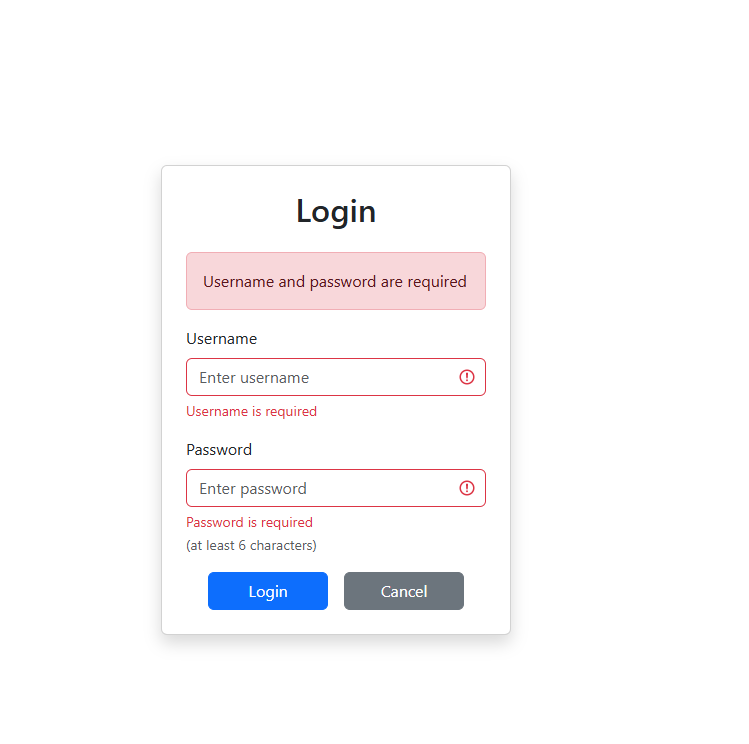 Login
Username and password are required
Username
Enter username
Username is required
Password
Enter password
Password is required
(at least 6 characters)
Login Cancel